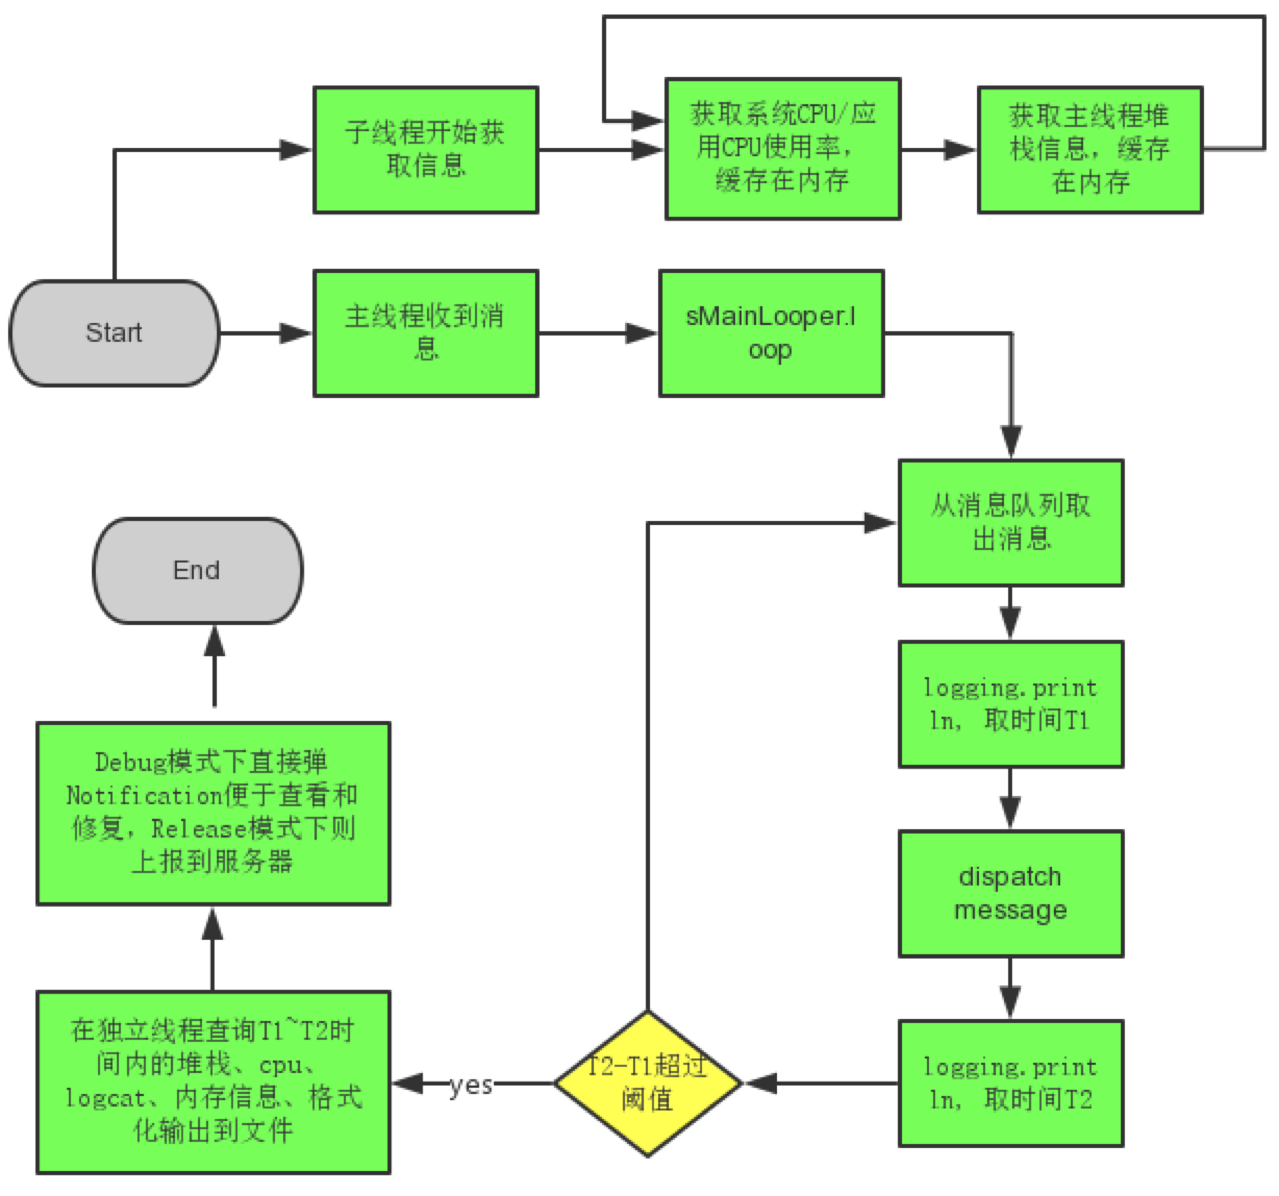 子线程开始获
取信息
获取系统CPU/应
用CPU使用率，
缓存在内存
获取主线程堆
栈信息，缓存
在内存
Start
主线程收到消
息
sMainLooper.l
oop
从消息队列取
出消息
logging.print
ln, 取时间T1
dispatch
message
logging.print
ln, 取时间T2
T2-T1超过
阈值
yes
在独立线程查询T1~T2时
间内的堆栈、cpu、
logcat、内存信息、格式
化输出到文件
Debug模式下直接弹
Notification便于查看和
修复，Release模式下则
上报到服务器
End